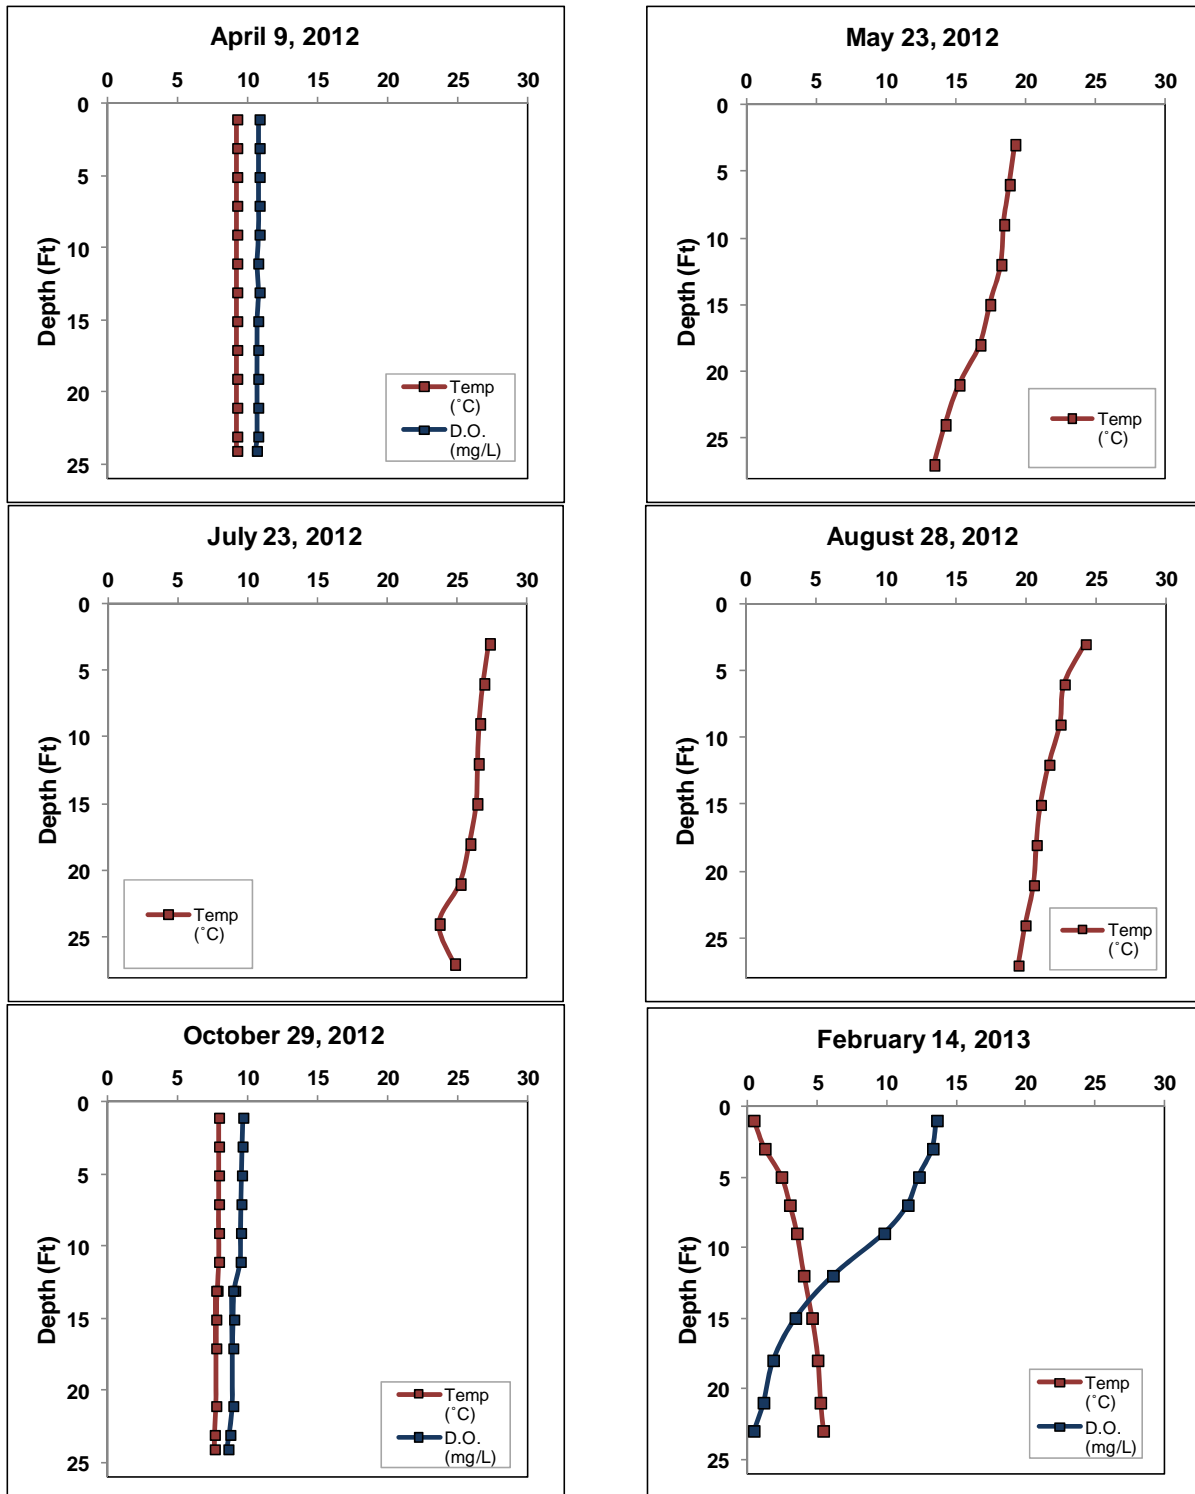 April 9, 2012
0 5 10 15 20 25 30
0
5
10
15
20
25
Depth (Ft)
Temp
(˚C)
D.O.
(mg/L)
May 23, 2012
0 5 10 15 20 25 30
0
5
10
15
20
25
Depth (Ft)
Temp
(˚C)
July 23, 2012
0 5 10 15 20 25 30
0
5
10
15
20
25
Depth (Ft)
Temp
(˚C)
August 28, 2012
0 5 10 15 20 25 30
0
5
10
15
20
25
Depth (Ft)
Temp
(˚C)
October 29, 2012
0 5 10 15 20 25 30
0
5
10
15
20
25
Depth (Ft)
Temp
(˚C)
D.O.
(mg/L)
February 14, 2013
0 5 10 15 20 25 30
0
5
10
15
20
25
Depth (Ft)
Temp
(˚C)
D.O.
(mg/L)